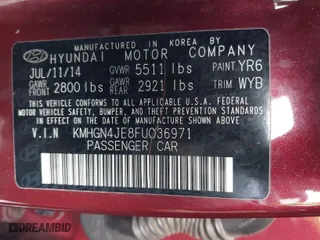 MANUFACTURED IN KOREA BY
HYUNDAI MOTOR COMPANY
JUL/11/14 GVWR 5511 lbs PAINT YR6
GAWR FRONT 2800 lbs GAWR REAR 2921 lbs TRIM WYB
THIS VEHICLE CONFORMS TO ALL APPLICABLE U.S.
FEDERAL MOTOR VEHICLE SAFETY, BUMPER, AND THEFT PREVENTION STANDARDS
IN EFFECT ON THE DATE OF MANUFACTURE SHOWN ABOVE.
V.I.N KMHGN4JE8FU036971
PASSENGER CAR
DREAMBID